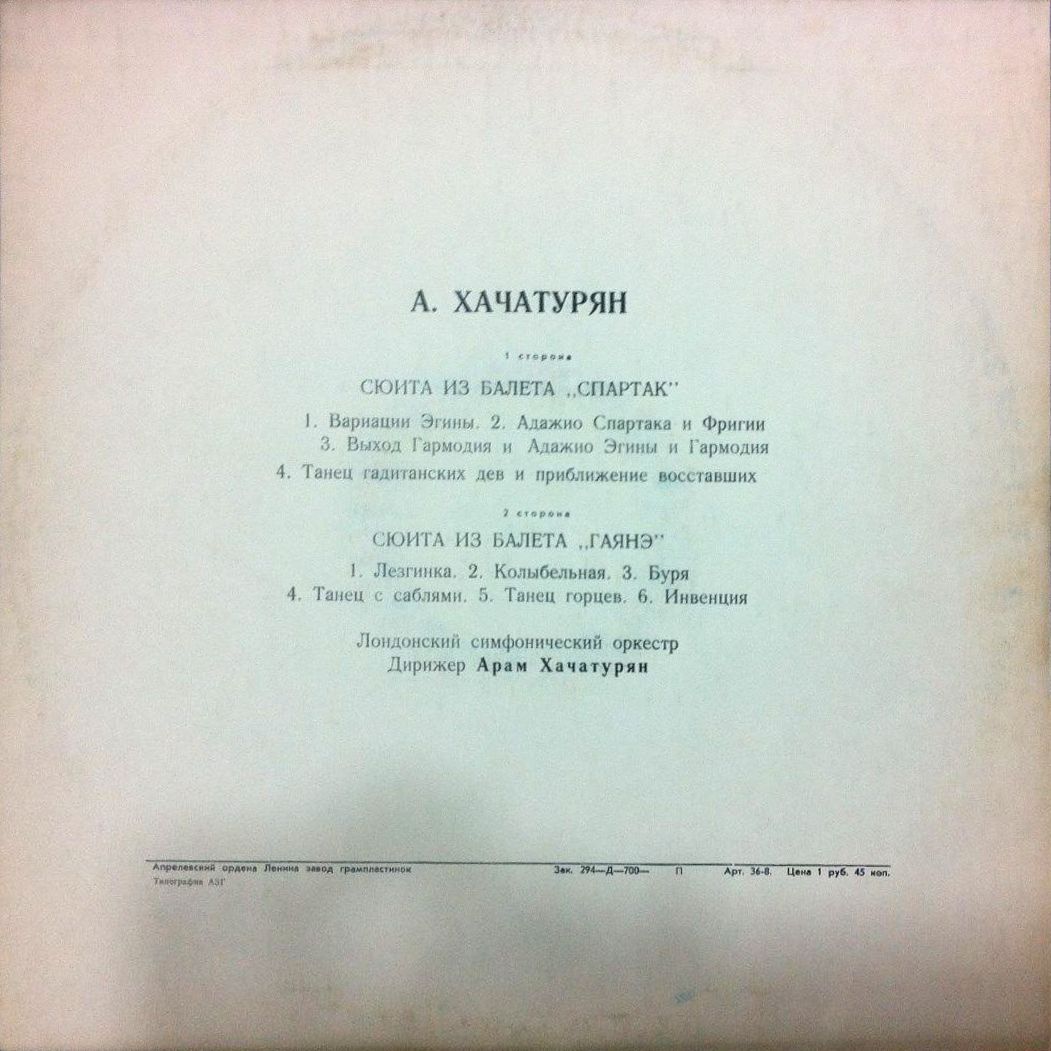 А. ХАЧАТУРЯН
1 сторона
СЮИТА ИЗ БАЛЕТА „СПАРТАК"
1. Вариации Эгины. 2. Адажио Спартака и Фригии
3. Выход Гармодия и Адажио Эгины и Гармодия
4. Танец гадитанских дев и приближение восставших
2 сторона
СЮИТА ИЗ БАЛЕТА „ГАЯНЭ"
1. Лезгинка. 2. Колыбельная. 3. Буря
4. Танец с саблями. 5. Танец горцев. 6. Инвенция
Лондонский симфонический оркестр
Дирижер Арам Хачатурян
Апрелевский ордена Ленина завод грампластинок Зак. 294—Д—700— П Арт. 36-8. Цена 1 руб. 45 коп.
Типография АЗГ